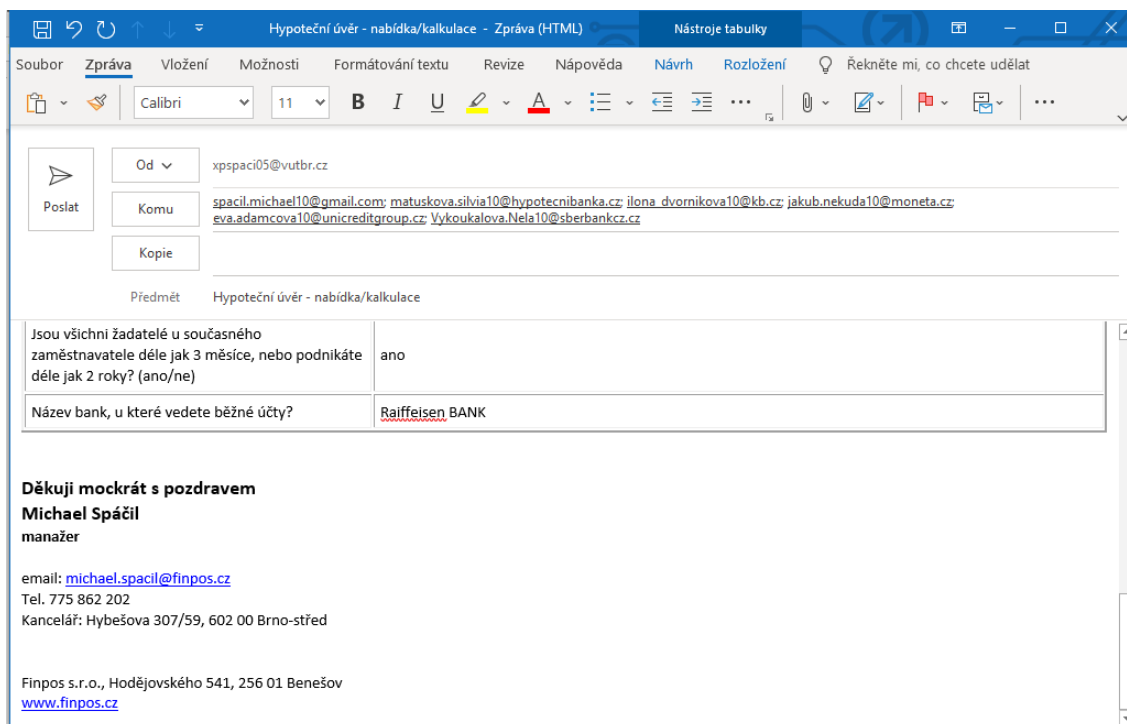 Hypoteční úvěr - nabídka/kalkulace - Zpráva (HTML)
Nástroje tabulky
Soubor Zpráva Vložení Možnosti Formátování textu Revize Nápověda Návrh Rozložení Řekněte mi, co chcete udělat
Calibri 11 B I U A
Poslat
Od xpspaci05@vutbr.cz
Komu spacil.michael10@gmail.com; matuskova.silvia10@hypotecnibanka.cz; ilona_dvornikova10@kb.cz; jakub.nekuda10@moneta.cz;
eva.adamcova10@unicreditgroup.cz; Vykoukalova.Nela10@sberbankcz.cz
Kopie
Předmět Hypoteční úvěr - nabídka/kalkulace
Jsou všichni žadatelé u současného
zaměstnavatele déle jak 3 měsíce, nebo podnikáte
déle jak 2 roky? (ano/ne)
ano
Název bank, u které vedete běžné účty?
Raiffeisen BANK
Děkuji mockrát s pozdravem
Michael Spáčil
manažer
email: michael.spacil@finpos.cz
Tel. 775 862 202
Kancelář: Hybešova 307/59, 602 00 Brno-střed
Finpos s.r.o., Hodějovského 541, 256 01 Benešov
www.finpos.cz